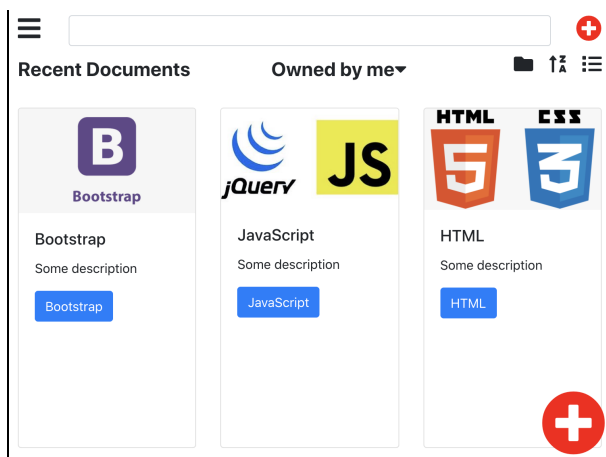 Recent Documents
Owned by me
Z
A
B
Bootstrap
Bootstrap
Some description
Bootstrap
jQuery
JS
JavaScript
Some description
JavaScript
HTML
CSS
5
3
HTML
Some description
HTML